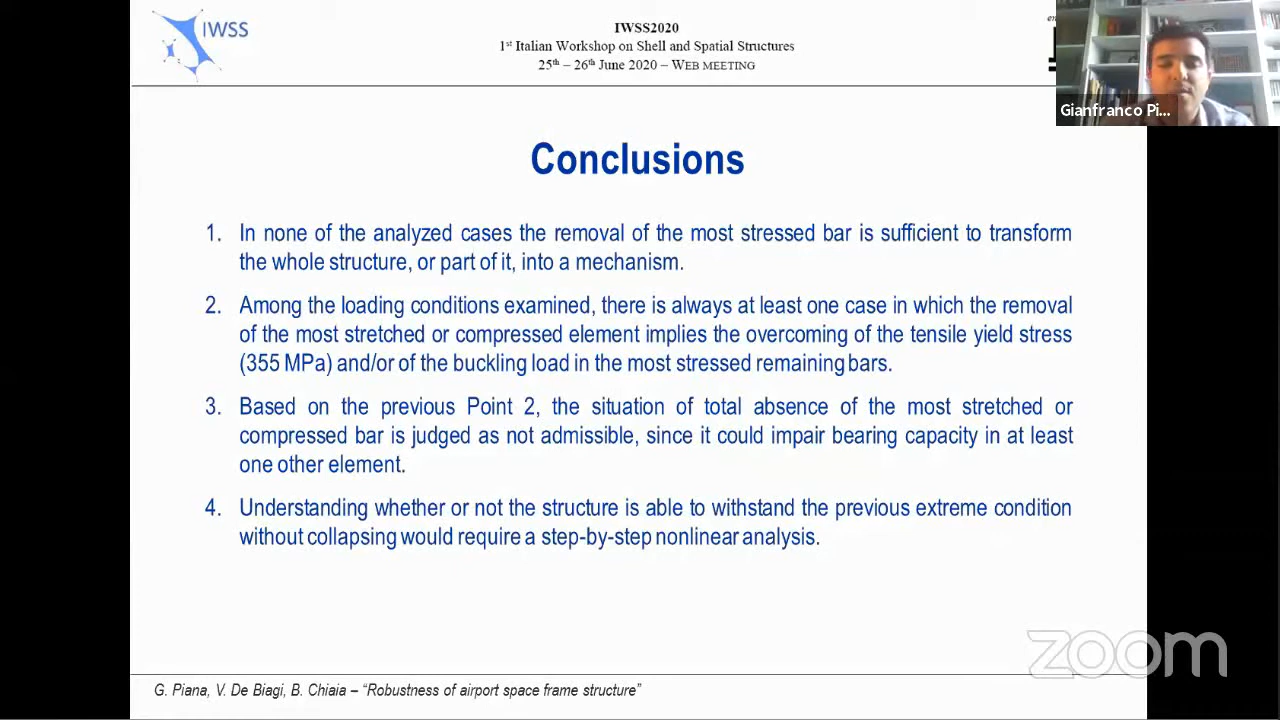 IWSS
IWSS2020
1st Italian Workshop on Shell and Spatial Structures
25th – 26th June 2020 – WEB MEETING
Gianfranco Pi...
Conclusions
1. In none of the analyzed cases the removal of the most stressed bar is sufficient to transform
the whole structure, or part of it, into a mechanism.
2. Among the loading conditions examined, there is always at least one case in which the removal
of the most stretched or compressed element implies the overcoming of the tensile yield stress
(355 MPa) and/or of the buckling load in the most stressed remaining bars.
3. Based on the previous Point 2, the situation of total absence of the most stretched or
compressed bar is judged as not admissible, since it could impair bearing capacity in at least
one other element.
4. Understanding whether or not the structure is able to withstand the previous extreme condition
without collapsing would require a step-by-step nonlinear analysis.
zoom
G. Piana, V. De Biagi, B. Chiaia – “Robustness of airport space frame structure”